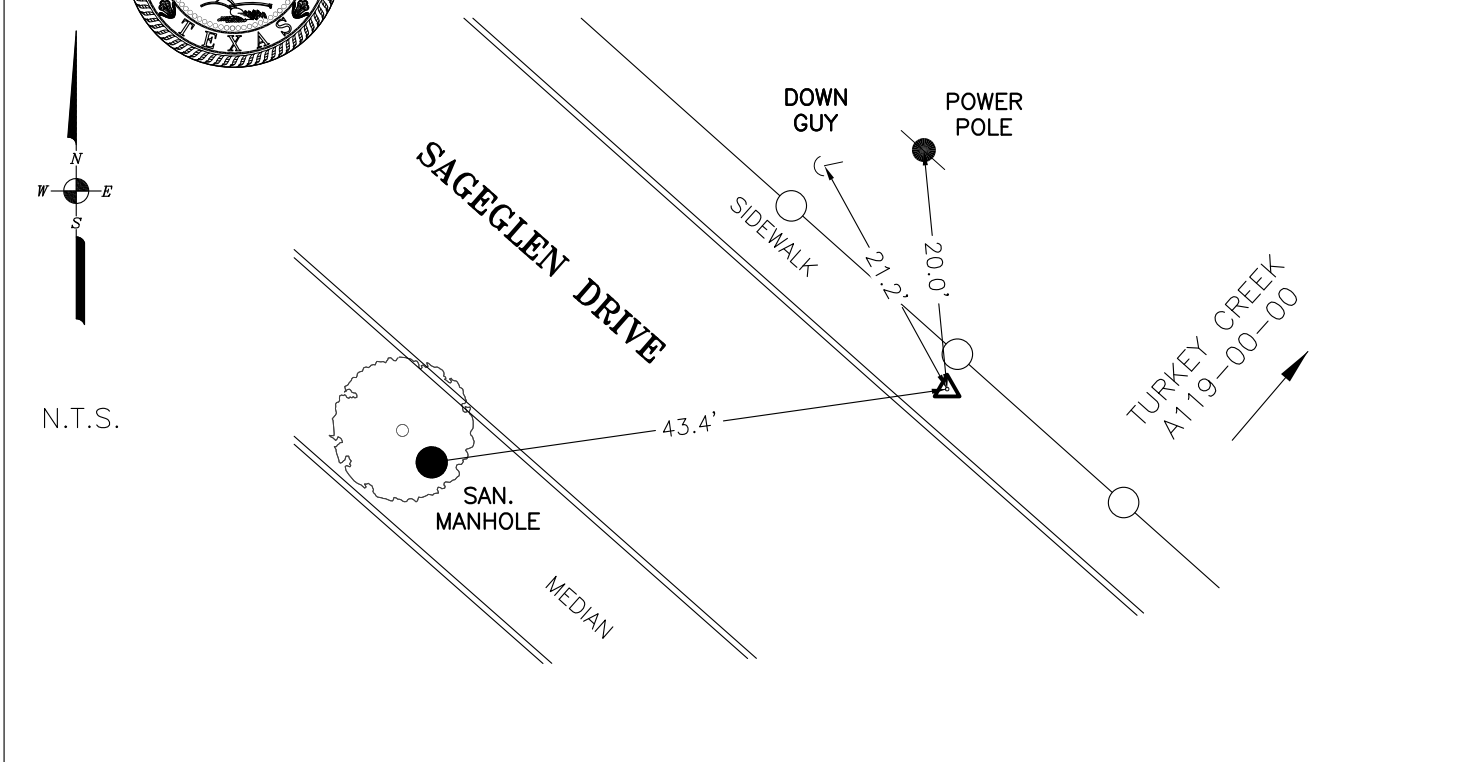 TEXAS
DOWN
GUY
POWER
POLE
N
W
E
S
SAGEGLEN DRIVE
SIDEWALK
21.2'
20.0'
TURKEY CREEK
A119-00-00
N.T.S.
43.4'
SAN.
MANHOLE
MEDIAN